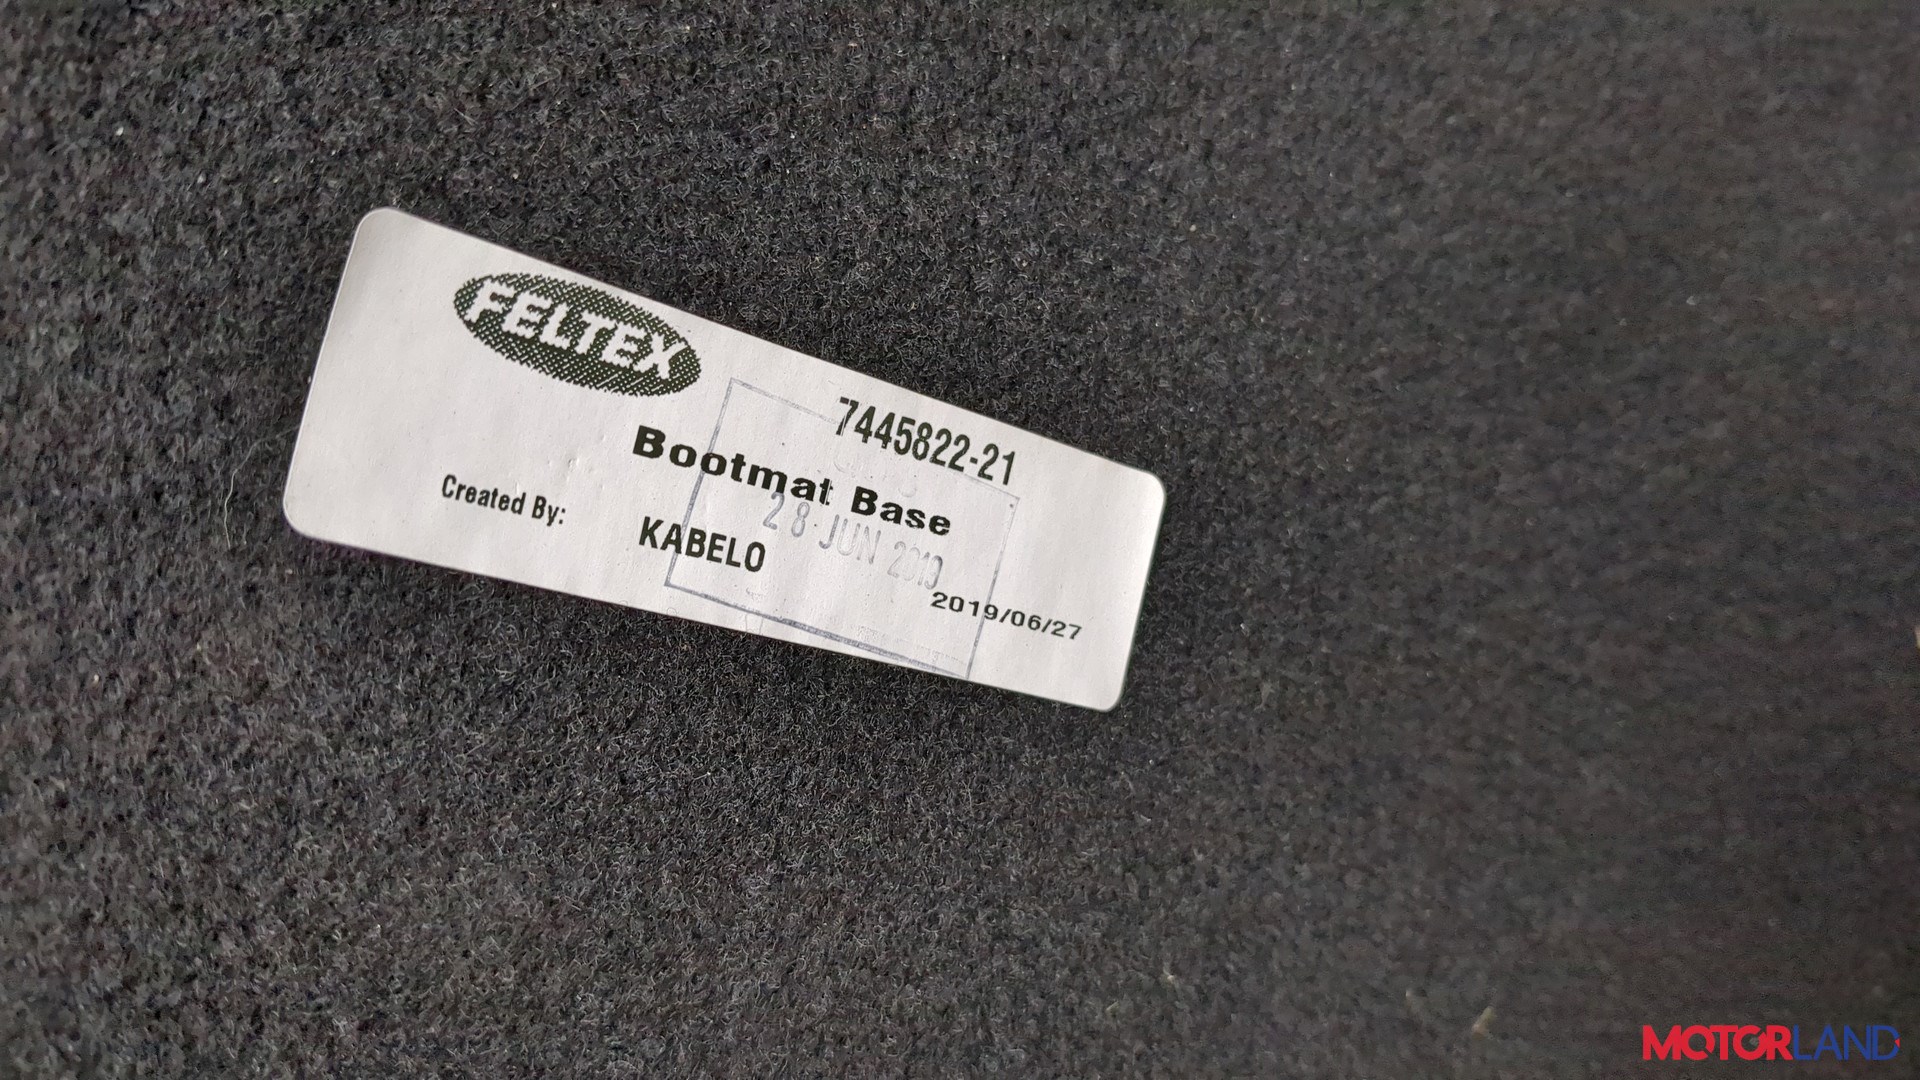 FELTEX
7445822-21
Bootmat Base
Created By: KABELO
28 JUN 2019
2019/06/27
MOTORLAND